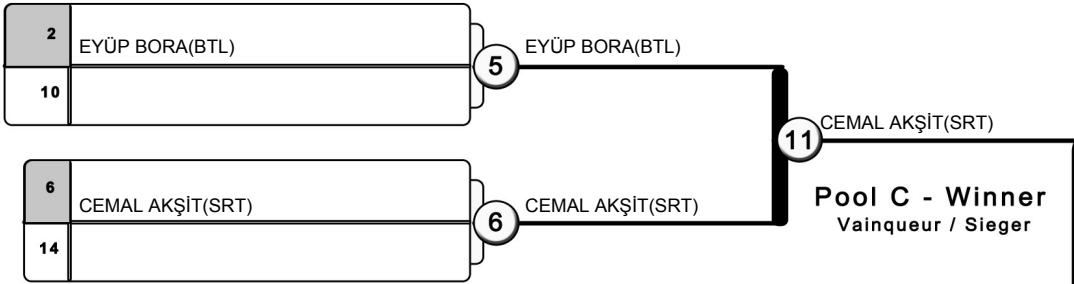 2
EYÜP BORA(BTL)
10
5
EYÜP BORA(BTL)
6
CEMAL AKŞİT(SRT)
14
6
CEMAL AKŞİT(SRT)
11
CEMAL AKŞİT(SRT)
Pool C - Winner
Vainqueur / Sieger